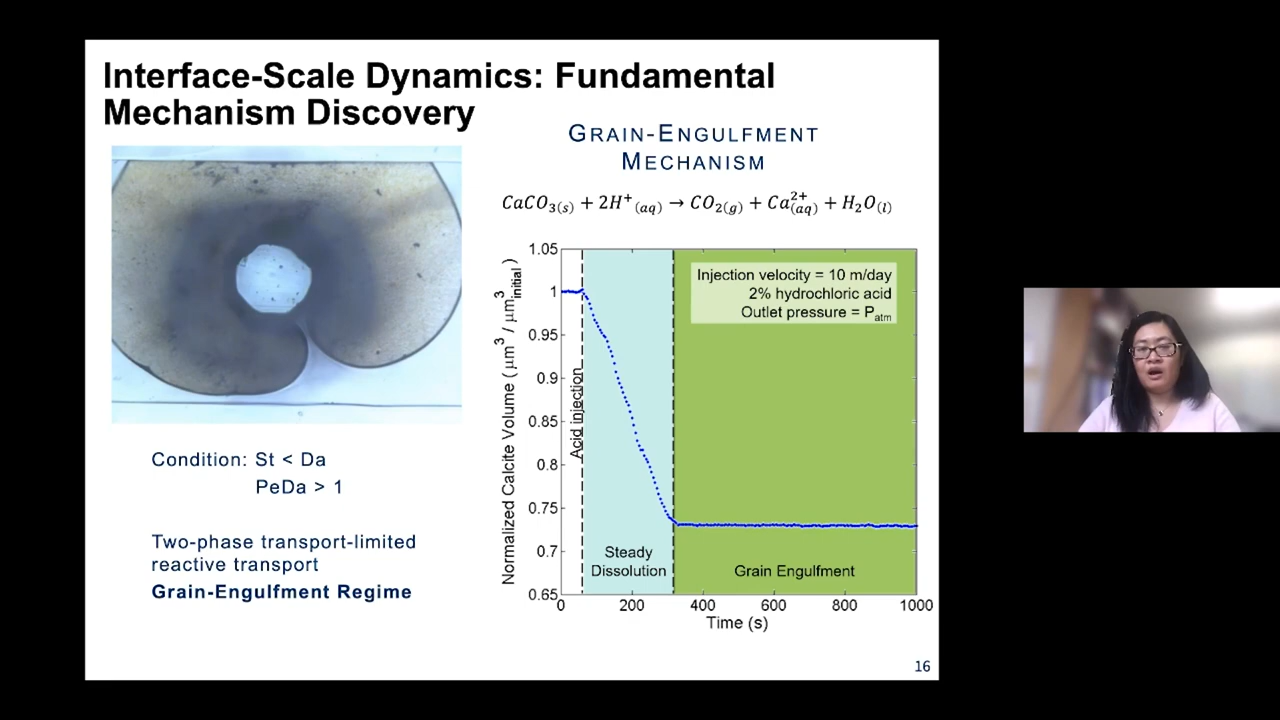 Interface-Scale Dynamics: Fundamental
Mechanism Discovery
GRAIN-ENGULFMENT
MECHANISM
CaCO₃₍ₛ₎ + 2H⁺₍aq₎ → CO₂₍g₎ + Ca²⁺₍aq₎ + H₂O₍l₎
Condition: St < Da
PeDa > 1
Two-phase transport-limited
reactive transport
Grain-Engulfment Regime
Normalized Calcite Volume (μm³ / μm³initial)
1.05
1
0.95
0.9
0.85
0.8
0.75
0.7
0.65
Acid injection
Injection velocity = 10 m/day
2% hydrochloric acid
Outlet pressure = Patm
Steady
Dissolution
Grain Engulfment
0 200 400 600 800 1000
Time (s)
16